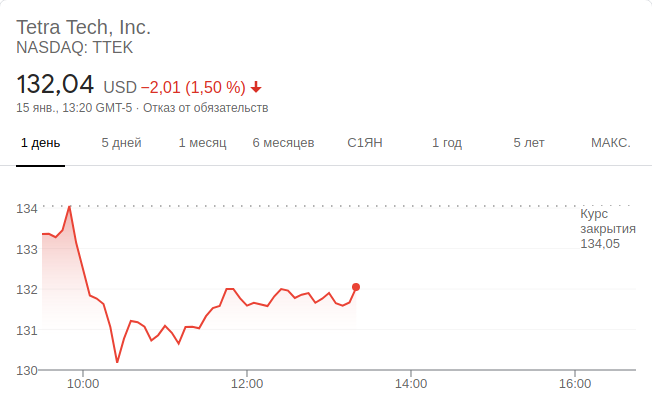 Tetra Tech, Inc.
NASDAQ: TTEK
132,04 USD −2,01 (1,50 %)
15 янв., 13:20 GMT-5 · Отказ от обязательств
1 день 5 дней 1 месяц 6 месяцев С1ЯН 1 год 5 лет МАКС.
134
133
132
131
130
Курс
закрытия
134,05
10:00 12:00 14:00 16:00